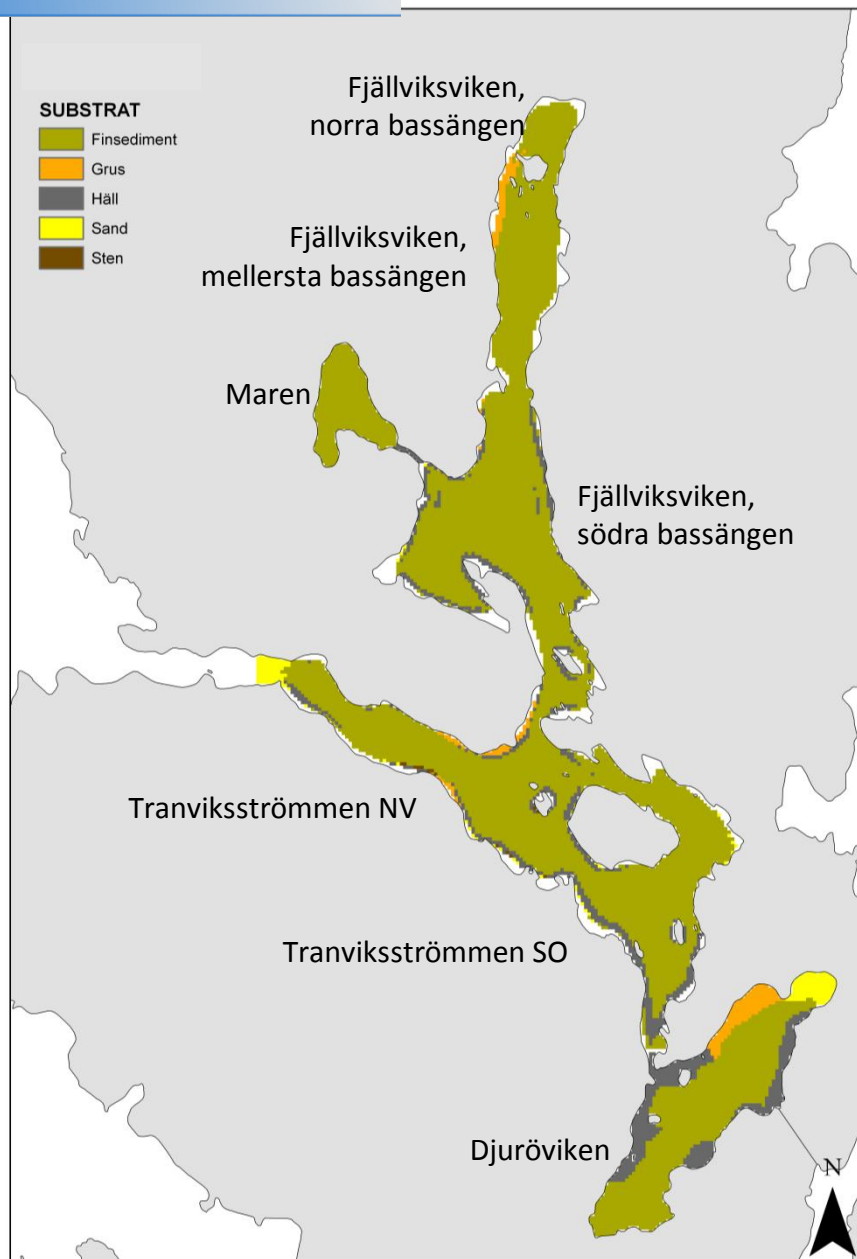 SUBSTRAT
Finsediment
Grus
Häll
Sand
Sten
Fjällviksviken,
norra bassängen
Fjällviksviken,
mellersta bassängen
Maren
Fjällviksviken,
södra bassängen
Tranviksströmmen NV
Tranviksströmmen SO
Djuröviken
N